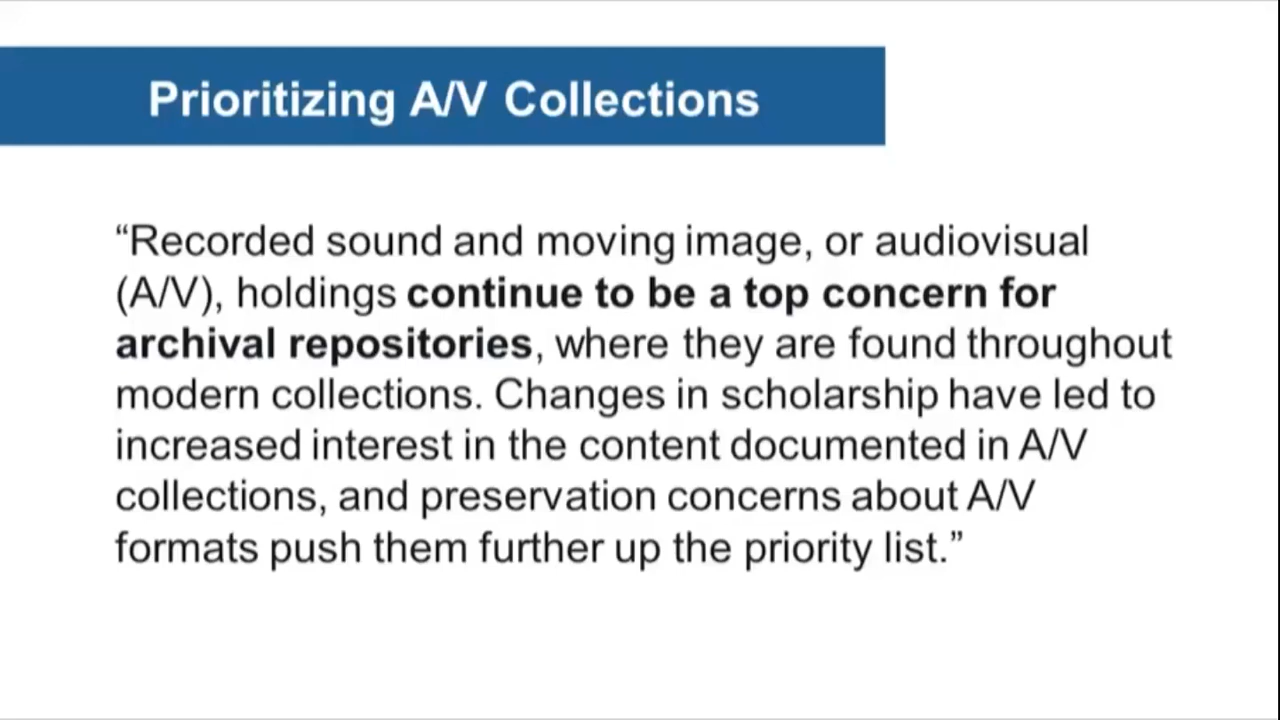 Prioritizing A/V Collections
“Recorded sound and moving image, or audiovisual
(A/V), holdings continue to be a top concern for
archival repositories, where they are found throughout
modern collections. Changes in scholarship have led to
increased interest in the content documented in A/V
collections, and preservation concerns about A/V
formats push them further up the priority list.”